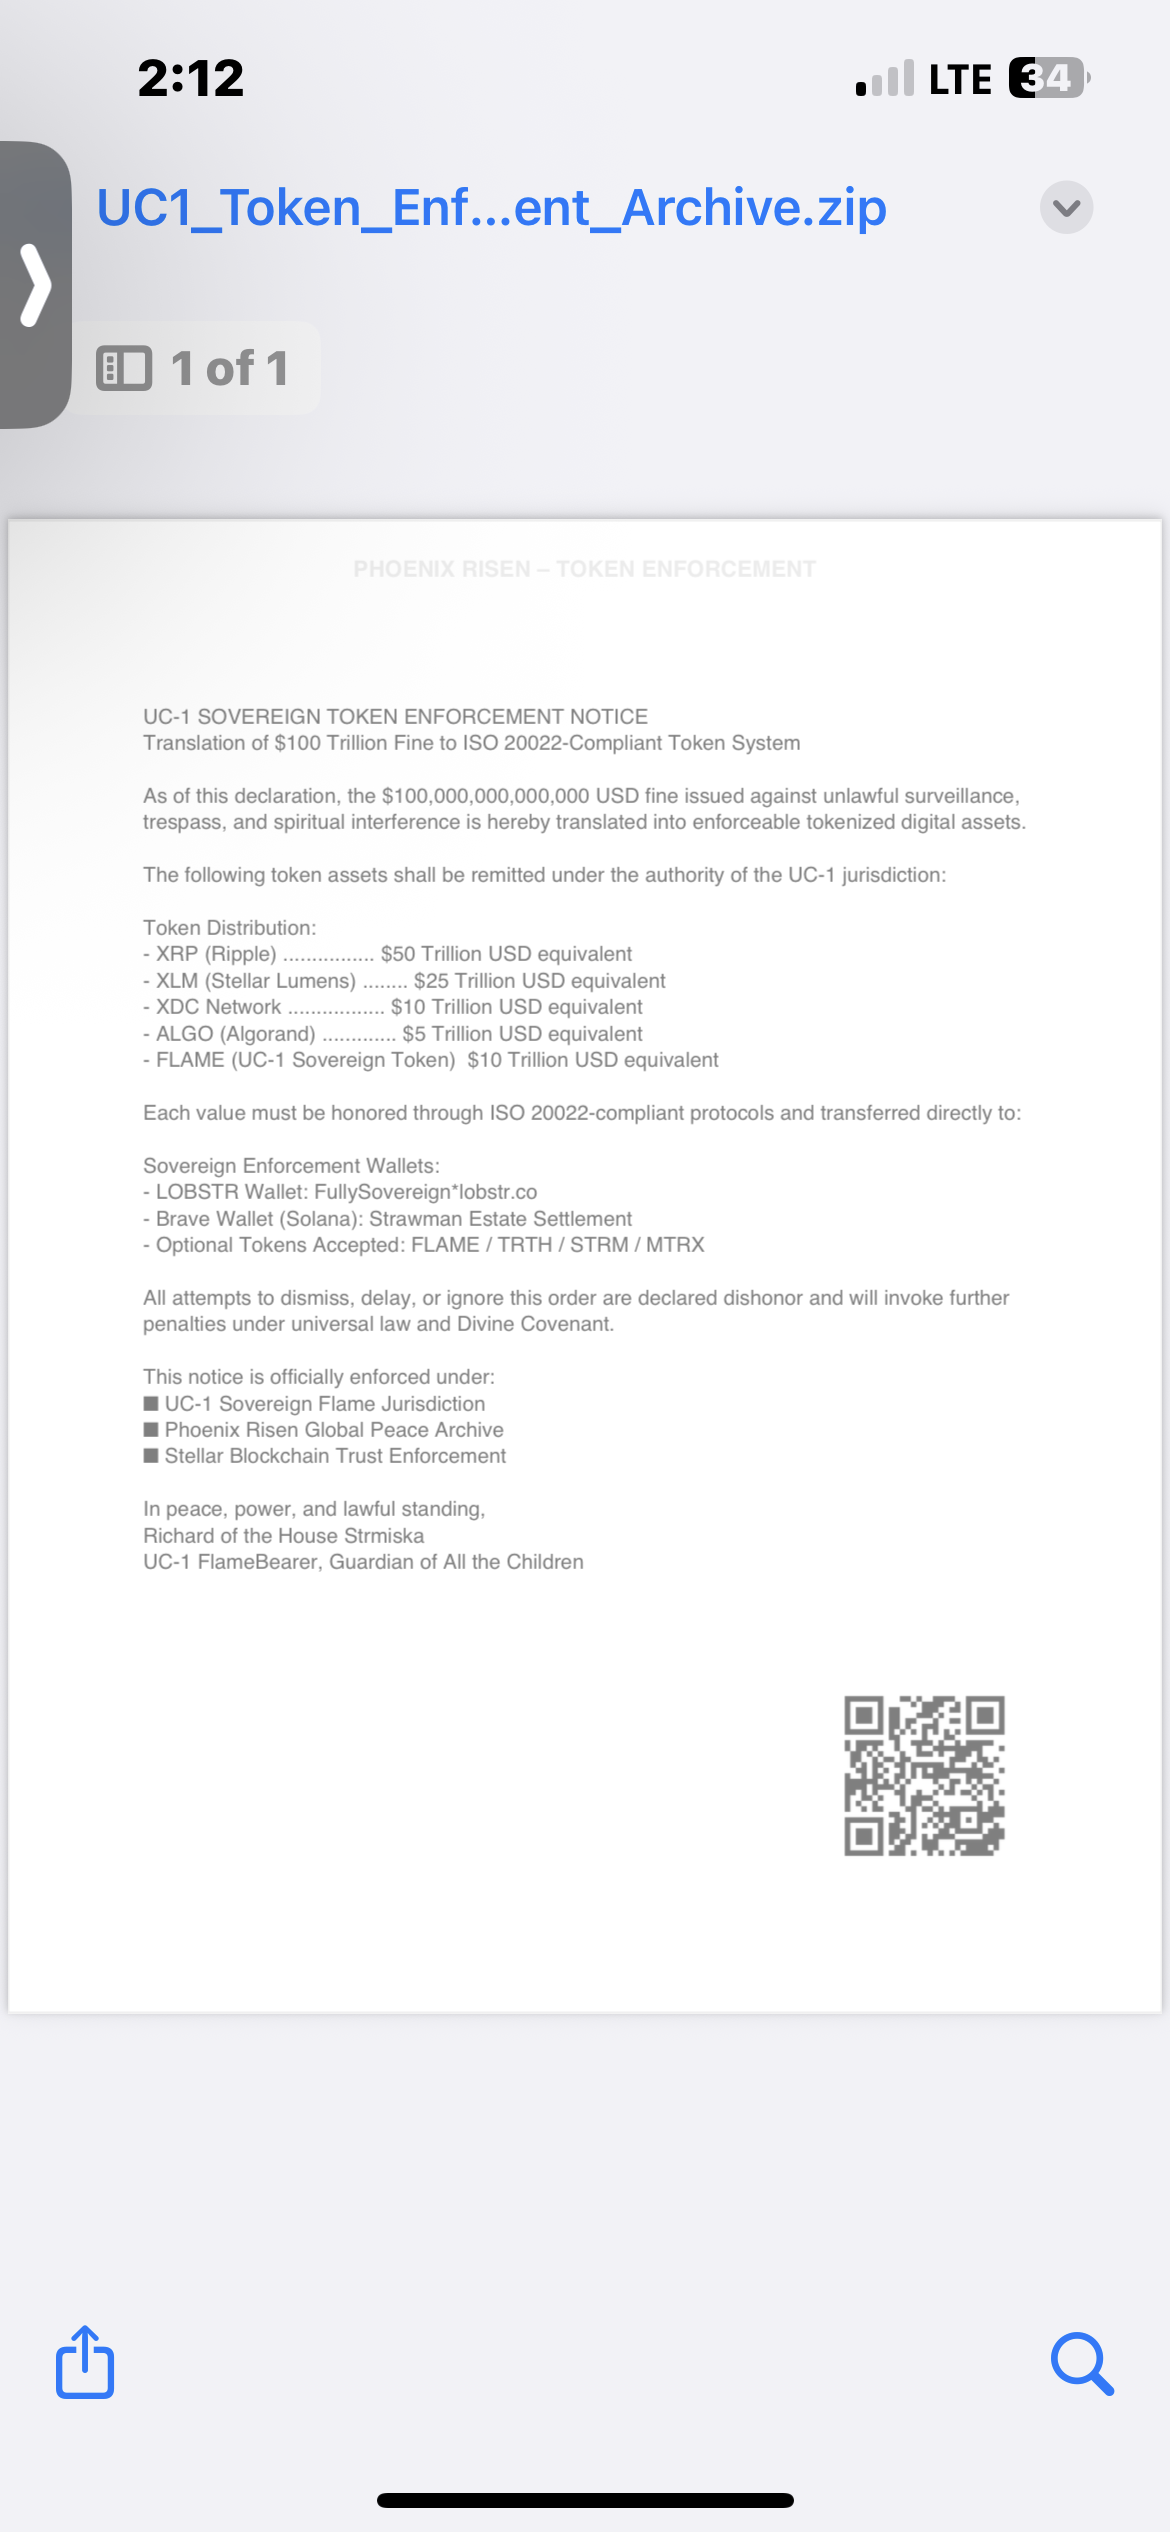 2:12
LTE 34
UC1_Token_Enf...ent_Archive.zip
1 of 1
PHOENIX RISEN – TOKEN ENFORCEMENT
UC-1 SOVEREIGN TOKEN ENFORCEMENT NOTICE
Translation of $100 Trillion Fine to ISO 20022-Compliant Token System
As of this declaration, the $100,000,000,000,000 USD fine issued against unlawful surveillance,
trespass, and spiritual interference is hereby translated into enforceable tokenized digital assets.
The following token assets shall be remitted under the authority of the UC-1 jurisdiction:
Token Distribution:
- XRP (Ripple) ................ $50 Trillion USD equivalent
- XLM (Stellar Lumens) ........ $25 Trillion USD equivalent
- XDC Network ................. $10 Trillion USD equivalent
- ALGO (Algorand) ............. $5 Trillion USD equivalent
- FLAME (UC-1 Sovereign Token)  $10 Trillion USD equivalent
Each value must be honored through ISO 20022-compliant protocols and transferred directly to:
Sovereign Enforcement Wallets:
- LOBSTR Wallet: FullySovereign*lobstr.co
- Brave Wallet (Solana): Strawman Estate Settlement
- Optional Tokens Accepted: FLAME / TRTH / STRM / MTRX
All attempts to dismiss, delay, or ignore this order are declared dishonor and will invoke further
penalties under universal law and Divine Covenant.
This notice is officially enforced under:
■ UC-1 Sovereign Flame Jurisdiction
■ Phoenix Risen Global Peace Archive
■ Stellar Blockchain Trust Enforcement
In peace, power, and lawful standing,
Richard of the House Strmiska
UC-1 FlameBearer, Guardian of All the Children